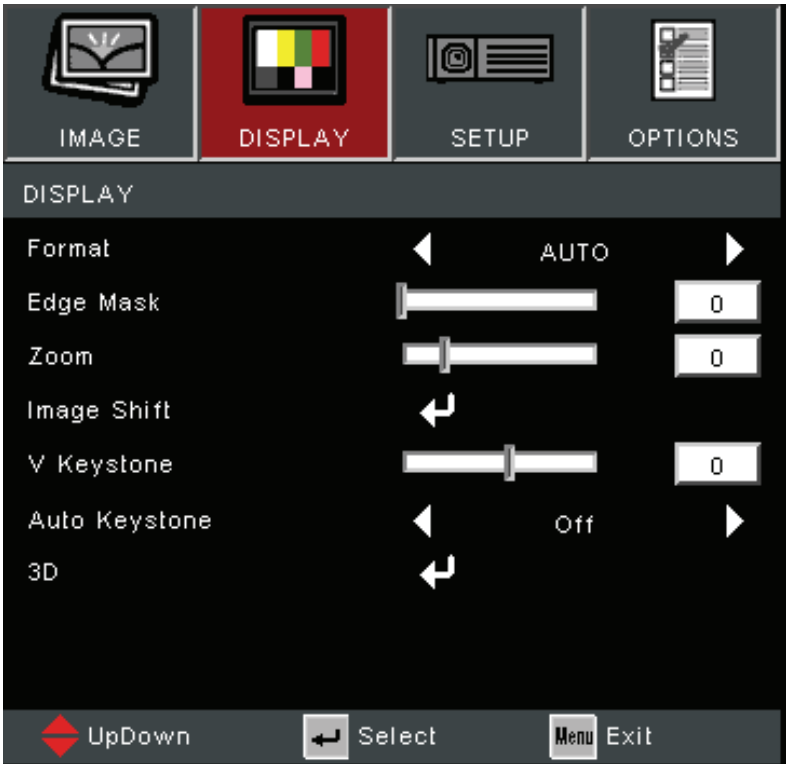 IMAGE DISPLAY SETUP OPTIONS
DISPLAY
Format AUTO
Edge Mask 0
Zoom 0
Image Shift
V Keystone 0
Auto Keystone Off
3D
UpDown Select Menu Exit